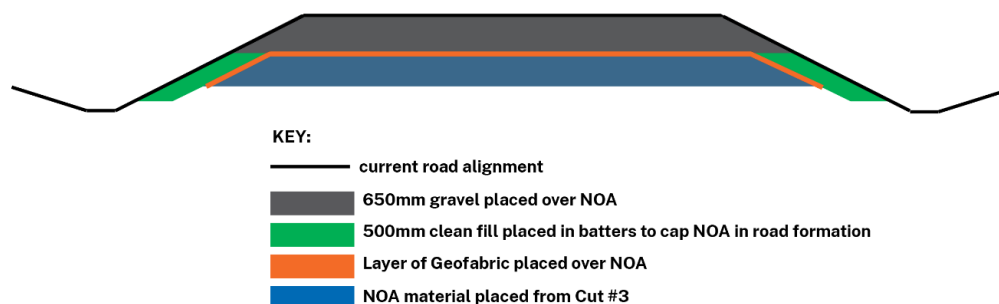 KEY:
current road alignment
650mm gravel placed over NOA
500mm clean fill placed in batters to cap NOA in road formation
Layer of Geofabric placed over NOA
NOA material placed from Cut #3